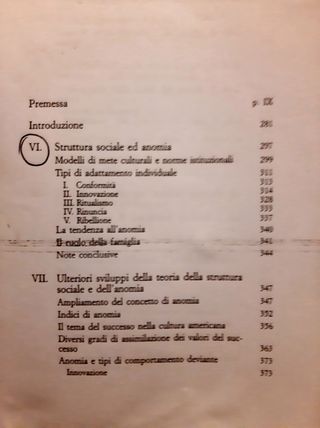 Premessa p. IX
Introduzione 281
VI. Struttura sociale ed anomia 297
Modelli di mete culturali e norme istituzionali 299
Tipi di adattamento individuale 311
I. Conformità 313
II. Innovazione 314
III. Ritualismo 328
IV. Rinuncia 333
V. Ribellione 337
La tendenza all'anomia 340
Il ruolo della famiglia 341
Note conclusive 344
VII. Ulteriori sviluppi della teoria della struttura
sociale e dell'anomia 347
Ampliamento del concetto di anomia 347
Indici di anomia 352
Il tema del successo nella cultura americana 356
Diversi gradi di assimilazione dei valori del suc-
cesso 363
Anomia e tipi di comportamento deviante 373
Innovazione 373